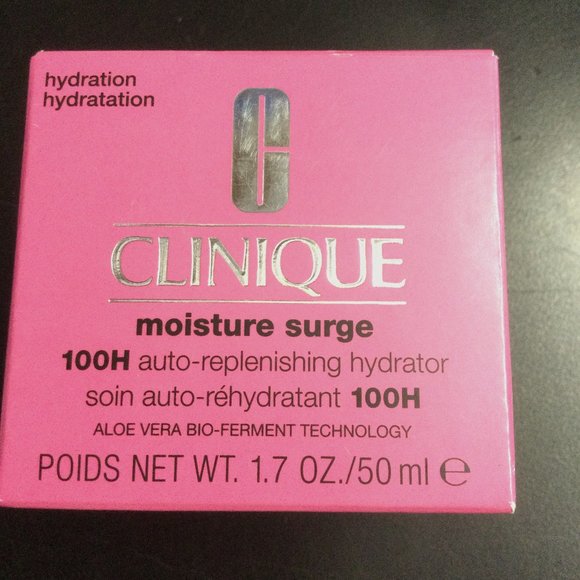 hydration
hydratation
C
CLINIQUE
moisture surge
100H auto-replenishing hydrator
soin auto-réhydratant 100H
ALOE VERA BIO-FERMENT TECHNOLOGY
POIDS NET WT. 1.7 OZ./50 ml ℮